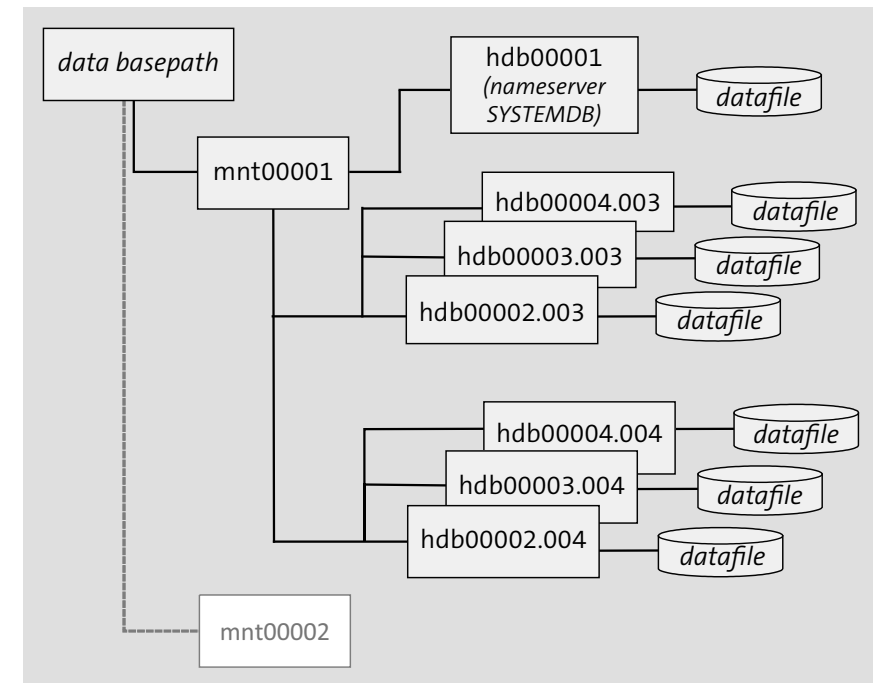 data basepath
hdb00001
(nameserver
SYSTEMDB)
datafile
mnt00001
hdb00004.003
datafile
hdb00003.003
datafile
hdb00002.003
datafile
hdb00004.004
datafile
hdb00003.004
datafile
hdb00002.004
datafile
mnt00002